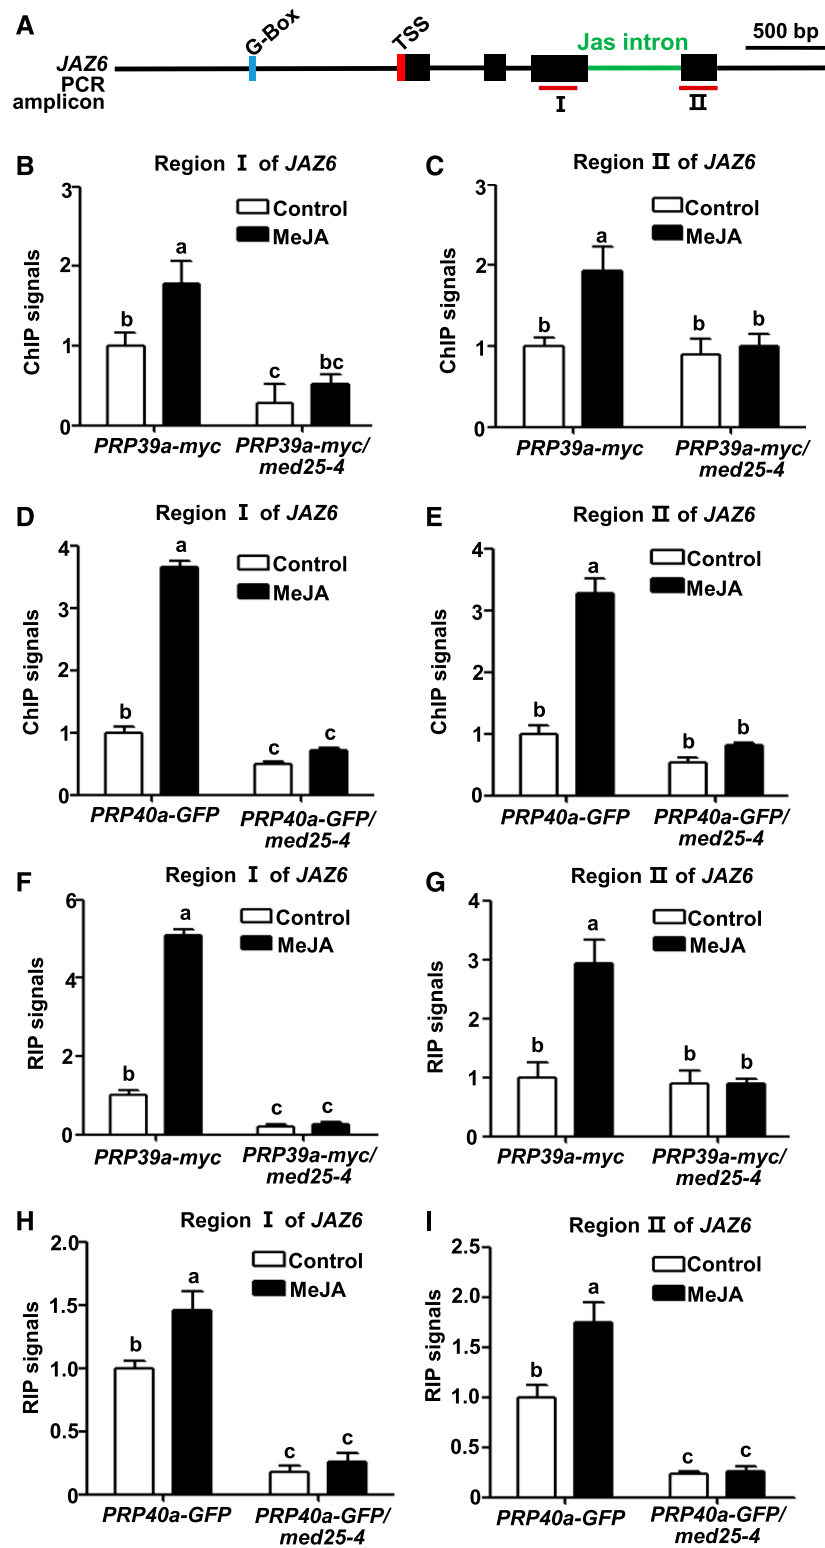 A
G-Box
TSS
Jas intron
500 bp
JAZ6
PCR
amplicon
I
II
B
Region I of JAZ6
3
2
1
0
ChIP signals
Control
MeJA
b
a
c
bc
PRP39a-myc
PRP39a-myc/
med25-4
C
Region II of JAZ6
3
2
1
0
ChIP signals
Control
MeJA
b
a
b
b
PRP39a-myc
PRP39a-myc/
med25-4
D
Region I of JAZ6
4
3
2
1
0
ChIP signals
Control
MeJA
b
a
c
c
PRP40a-GFP
PRP40a-GFP/
med25-4
E
Region II of JAZ6
4
3
2
1
0
ChIP signals
Control
MeJA
b
a
b
b
PRP40a-GFP
PRP40a-GFP/
med25-4
F
Region I of JAZ6
6
4
2
0
RIP signals
Control
MeJA
b
a
c
c
PRP39a-myc
PRP39a-myc/
med25-4
G
Region II of JAZ6
4
3
2
1
0
RIP signals
Control
MeJA
b
a
b
b
PRP39a-myc
PRP39a-myc/
med25-4
H
Region I of JAZ6
2.0
1.5
1.0
0.5
0
RIP signals
Control
MeJA
b
a
c
c
PRP40a-GFP
PRP40a-GFP/
med25-4
I
Region II of JAZ6
2.5
2.0
1.5
1.0
0.5
0
RIP signals
Control
MeJA
b
a
c
c
PRP40a-GFP
PRP40a-GFP/
med25-4